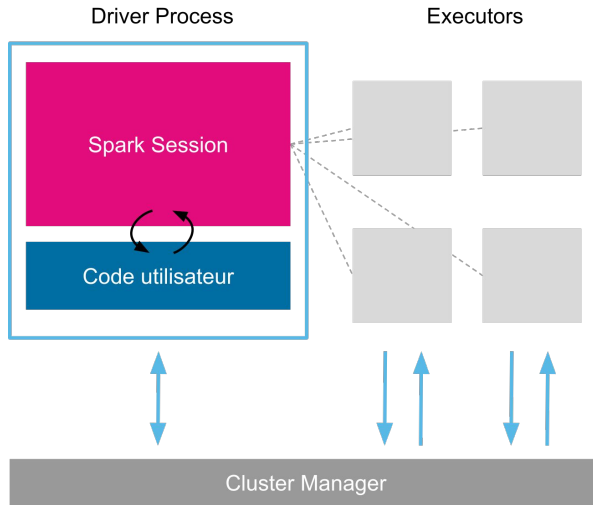 Driver Process
Executors
Spark Session
Code utilisateur
Cluster Manager